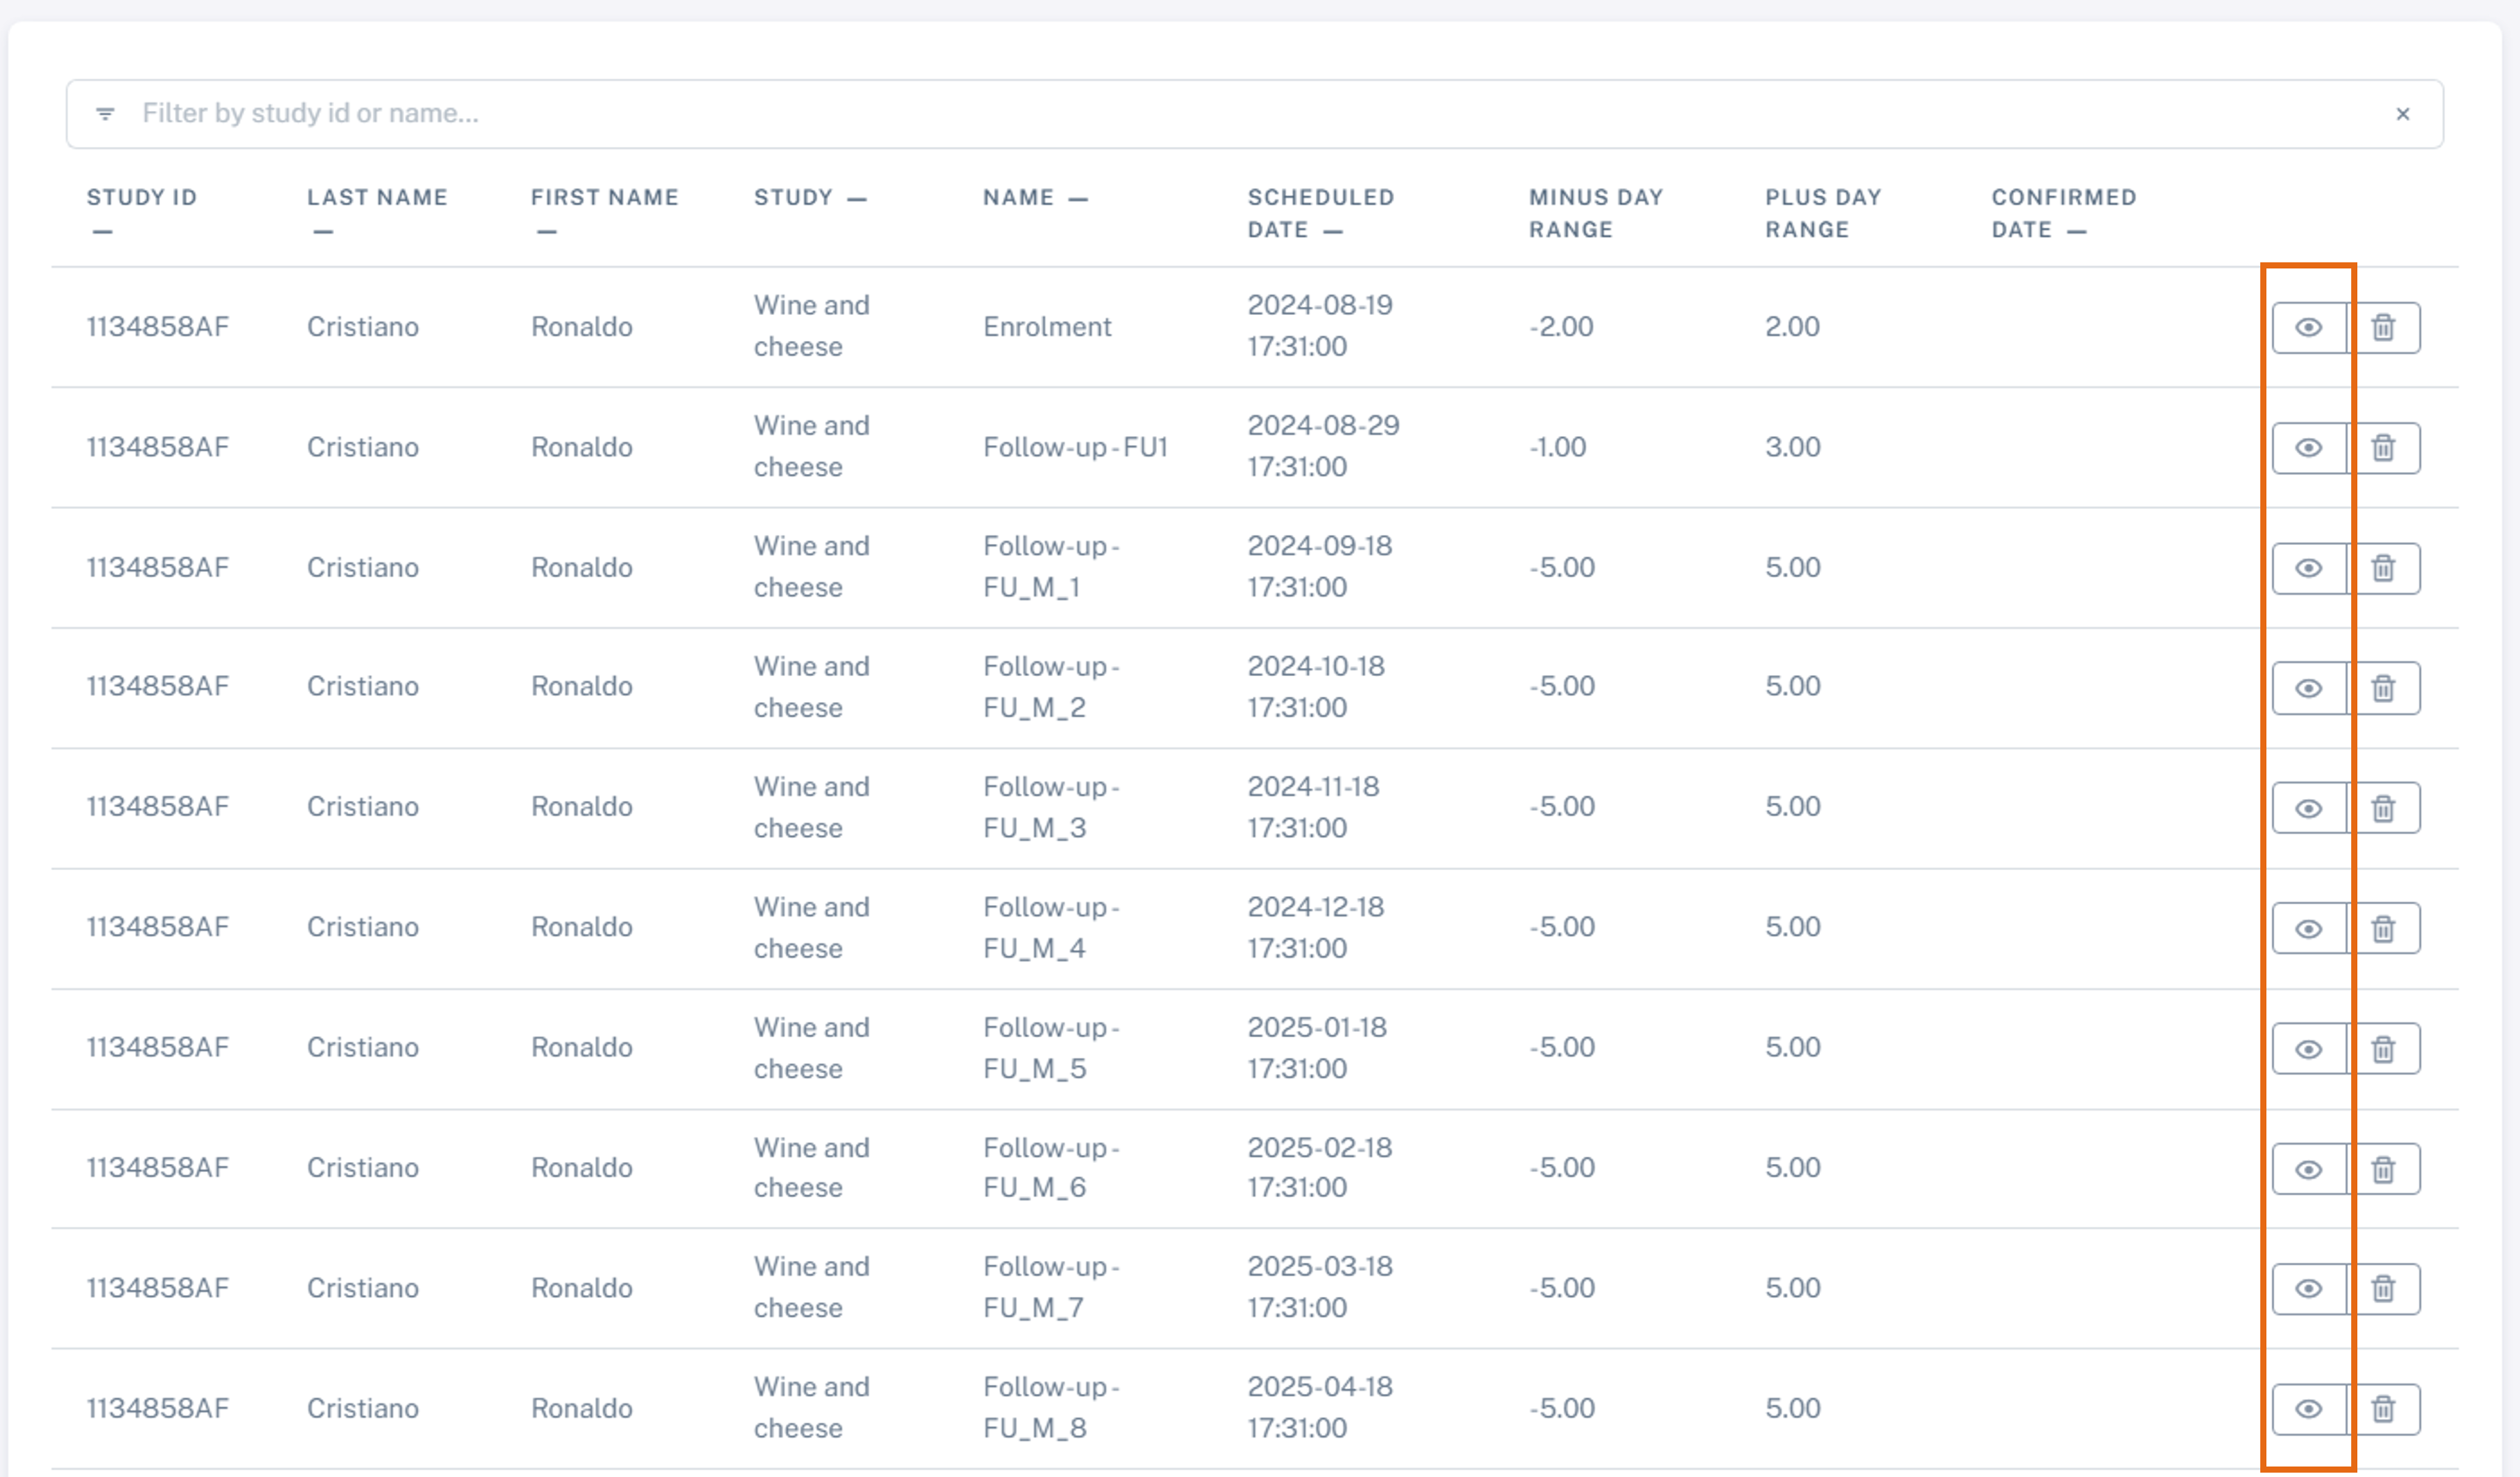 Filter by study id or name...
STUDY ID — LAST NAME — FIRST NAME — STUDY — NAME — SCHEDULED DATE — MINUS DAY RANGE PLUS DAY RANGE CONFIRMED DATE —
1134858AF Cristiano Ronaldo Wine and cheese Enrolment 2024-08-19 17:31:00 -2.00 2.00
1134858AF Cristiano Ronaldo Wine and cheese Follow-up - FU1 2024-08-29 17:31:00 -1.00 3.00
1134858AF Cristiano Ronaldo Wine and cheese Follow-up - FU_M_1 2024-09-18 17:31:00 -5.00 5.00
1134858AF Cristiano Ronaldo Wine and cheese Follow-up - FU_M_2 2024-10-18 17:31:00 -5.00 5.00
1134858AF Cristiano Ronaldo Wine and cheese Follow-up - FU_M_3 2024-11-18 17:31:00 -5.00 5.00
1134858AF Cristiano Ronaldo Wine and cheese Follow-up - FU_M_4 2024-12-18 17:31:00 -5.00 5.00
1134858AF Cristiano Ronaldo Wine and cheese Follow-up - FU_M_5 2025-01-18 17:31:00 -5.00 5.00
1134858AF Cristiano Ronaldo Wine and cheese Follow-up - FU_M_6 2025-02-18 17:31:00 -5.00 5.00
1134858AF Cristiano Ronaldo Wine and cheese Follow-up - FU_M_7 2025-03-18 17:31:00 -5.00 5.00
1134858AF Cristiano Ronaldo Wine and cheese Follow-up - FU_M_8 2025-04-18 17:31:00 -5.00 5.00